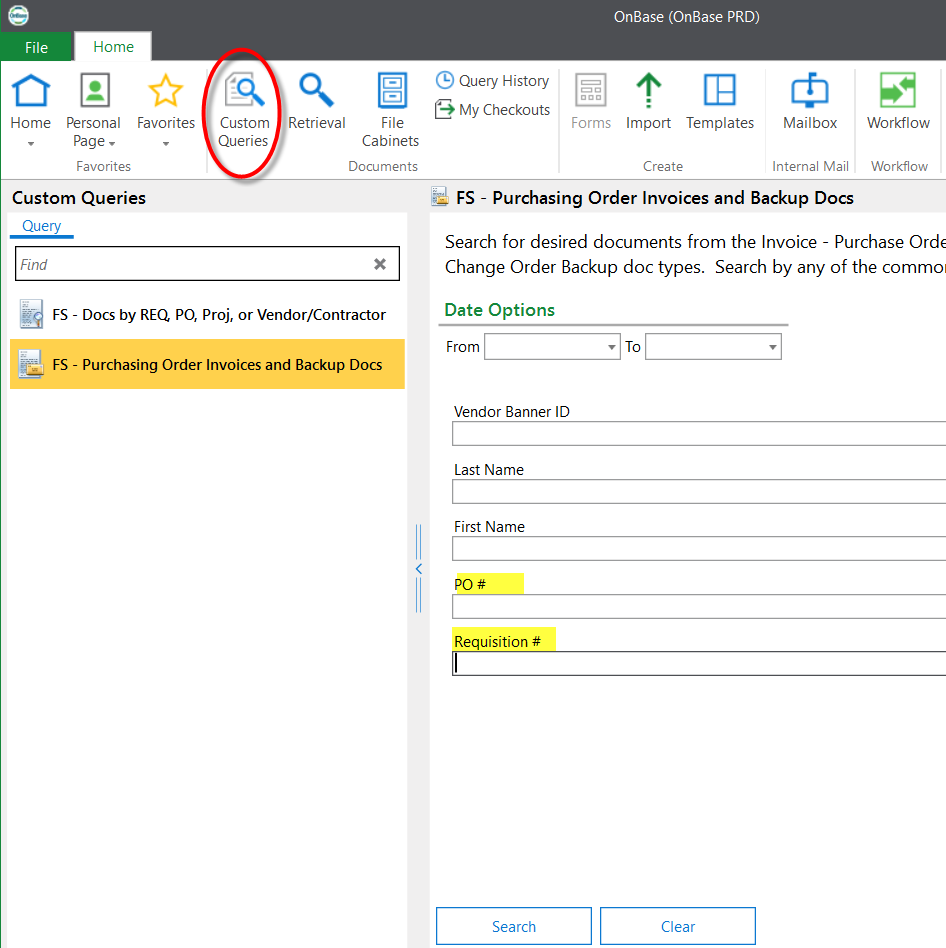 OnBase
OnBase (OnBase PRD)
File
Home
Home
Personal
Page
Favorites
Favorites
Custom
Queries
Retrieval
File
Cabinets
Query History
My Checkouts
Documents
Forms
Import
Templates
Create
Mailbox
Internal Mail
Workflow
Workflow
Custom Queries
Query
Find
FS - Docs by REQ, PO, Proj, or Vendor/Contractor
FS - Purchasing Order Invoices and Backup Docs
FS - Purchasing Order Invoices and Backup Docs
Search for desired documents from the Invoice - Purchase Orde
Change Order Backup doc types. Search by any of the commo
Date Options
From
To
Vendor Banner ID
Last Name
First Name
PO #
Requisition #
Search
Clear